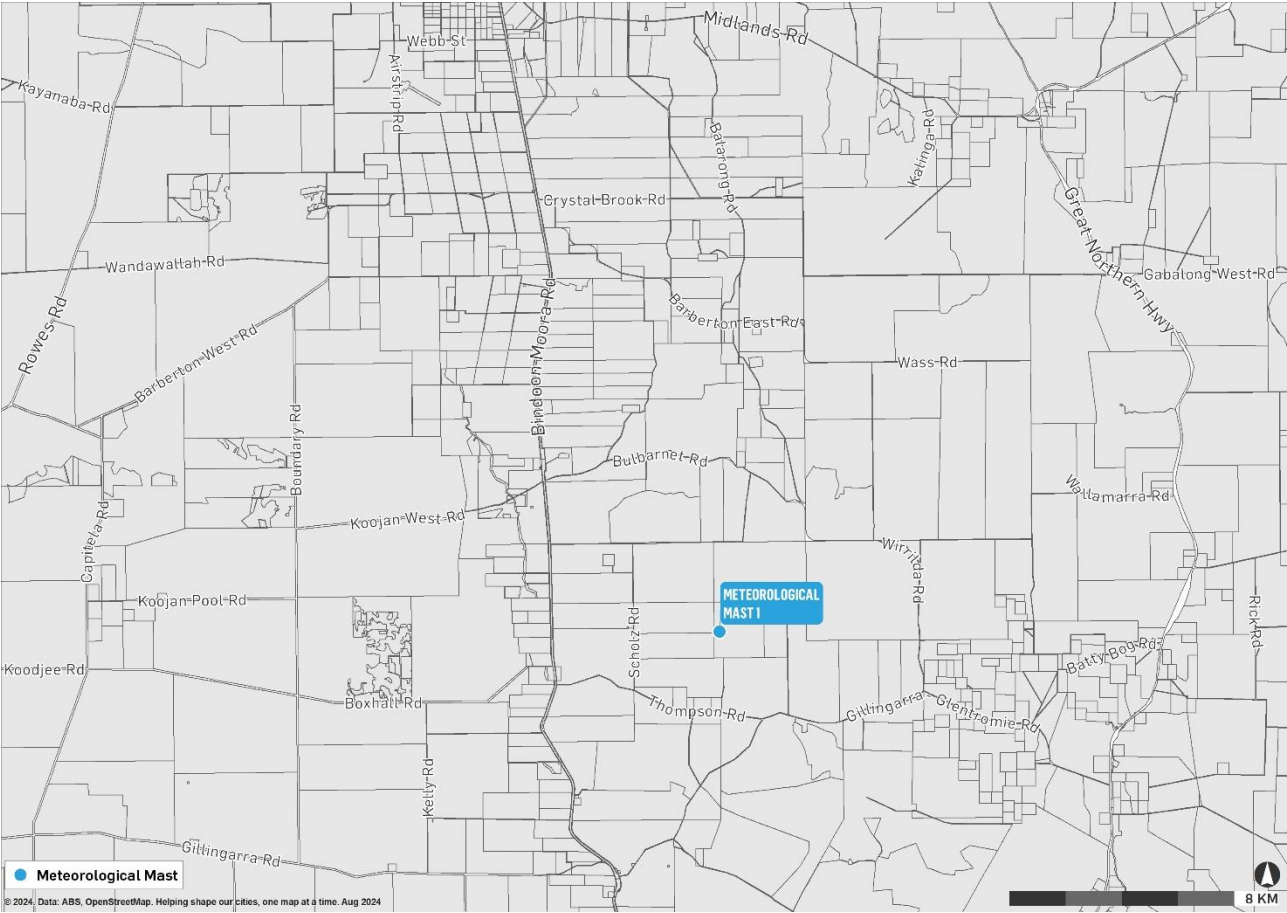 Midlands Rd
Webb St
Airstrip Rd
Kayanaba Rd
Batarong Rd
Kalinga Rd
Crystal Brook Rd
Great Northern Hwy
Wandawallah Rd
Gabalong West Rd
Rowes Rd
Bindoon-Moora Rd
Barberton East Rd
Barberton West Rd
Wass Rd
Boundary Rd
Bulbarnet Rd
Wallamarra Rd
Capitela Rd
Koojan West Rd
Wirrilda Rd
METEOROLOGICAL
MAST 1
Koojan Pool Rd
Scholz Rd
Rick Rd
Batty Bog Rd
Koodjee Rd
Boxhall Rd
Thompson Rd
Gillingarra - Glentromie Rd
Kelly Rd
Gillingarra Rd
Meteorological Mast
© 2024. Data: ABS, OpenStreetMap. Helping shape our cities, one map at a time. Aug 2024
8 KM